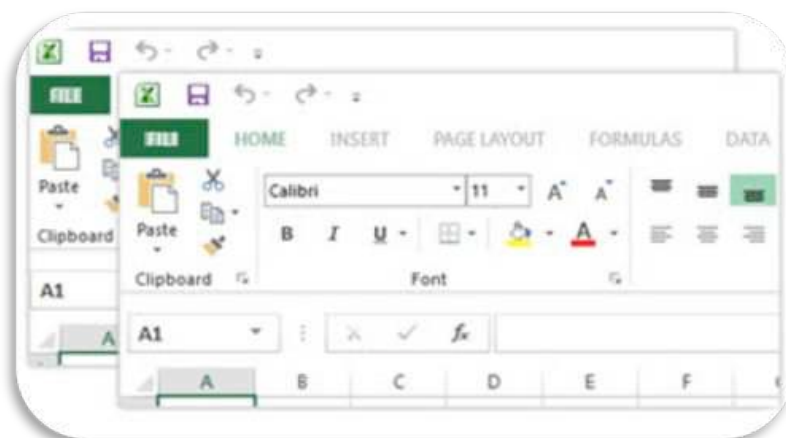 FILE
Paste
Clipboard
A1
A
FILE HOME INSERT PAGE LAYOUT FORMULAS DATA
Paste
Calibri 11 A A
B I U A
Clipboard Font
A1 fx
A B C D E F